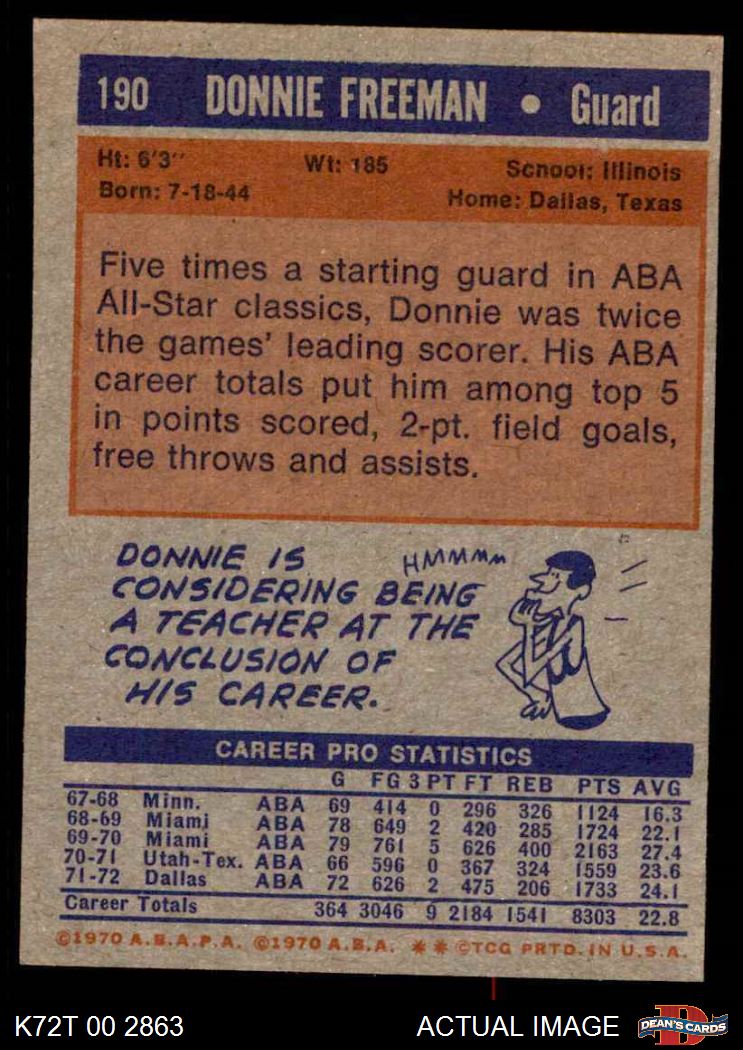 190 DONNIE FREEMAN • Guard
Ht: 6'3" Wt: 185 School: Illinois
Born: 7-18-44 Home: Dallas, Texas
Five times a starting guard in ABA
All-Star classics, Donnie was twice
the games' leading scorer. His ABA
career totals put him among top 5
in points scored, 2-pt. field goals,
free throws and assists.
DONNIE IS
CONSIDERING BEING
A TEACHER AT THE
CONCLUSION OF
HIS CAREER.
HMMMMM
CAREER PRO STATISTICS
G FG 3 PT FT REB PTS AVG
67-68 Minn. ABA 69 414 0 296 326 1124 16.3
68-69 Miami ABA 78 649 2 420 285 1724 22.1
69-70 Miami ABA 79 761 5 626 400 2163 27.4
70-71 Utah-Tex. ABA 66 596 0 367 324 1559 23.6
71-72 Dallas ABA 72 626 2 475 206 1733 24.1
Career Totals 364 3046 9 2184 1541 8303 22.8
©1970 A.B.A.P.A. ©1970 A.B.A. ** ©TCG PRTD. IN U.S.A.
K72T 00 2863 ACTUAL IMAGE DEAN'S CARDS